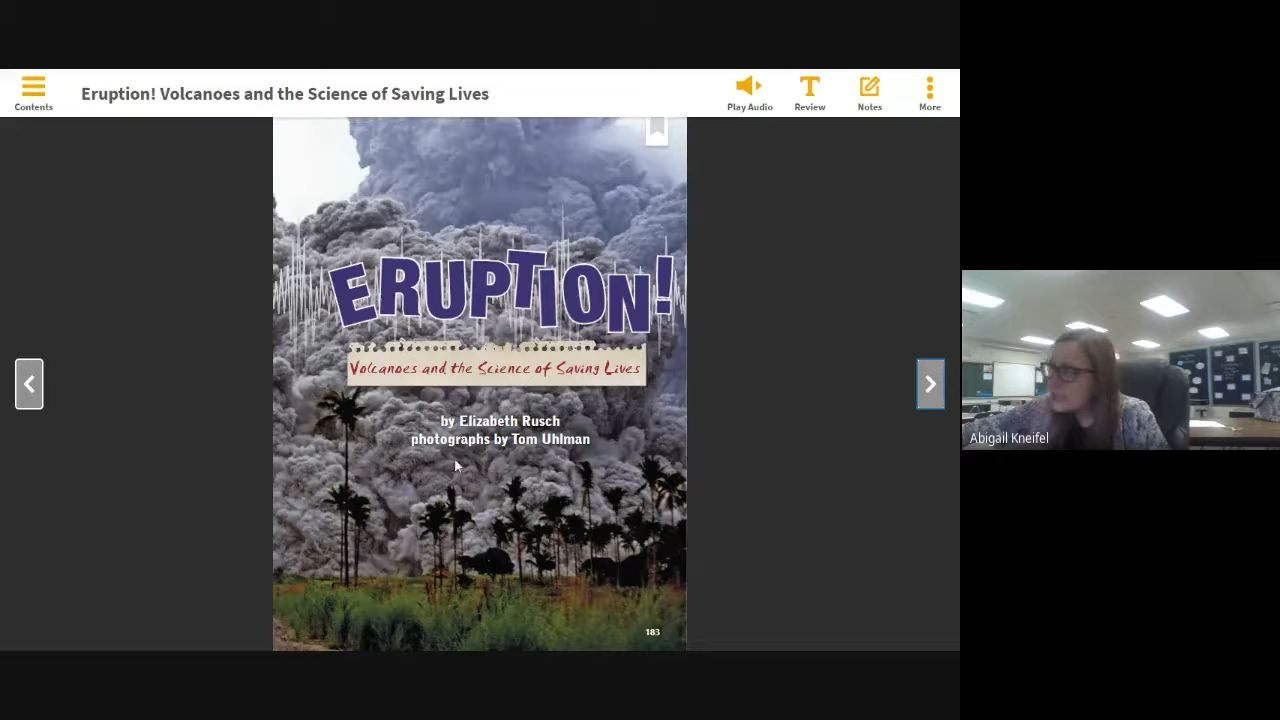 Contents
Eruption! Volcanoes and the Science of Saving Lives
Play Audio
Review
Notes
More
ERUPTION!
Volcanoes and the Science of Saving Lives
by Elizabeth Rusch
photographs by Tom Uhlman
183
Abigail Kneifel